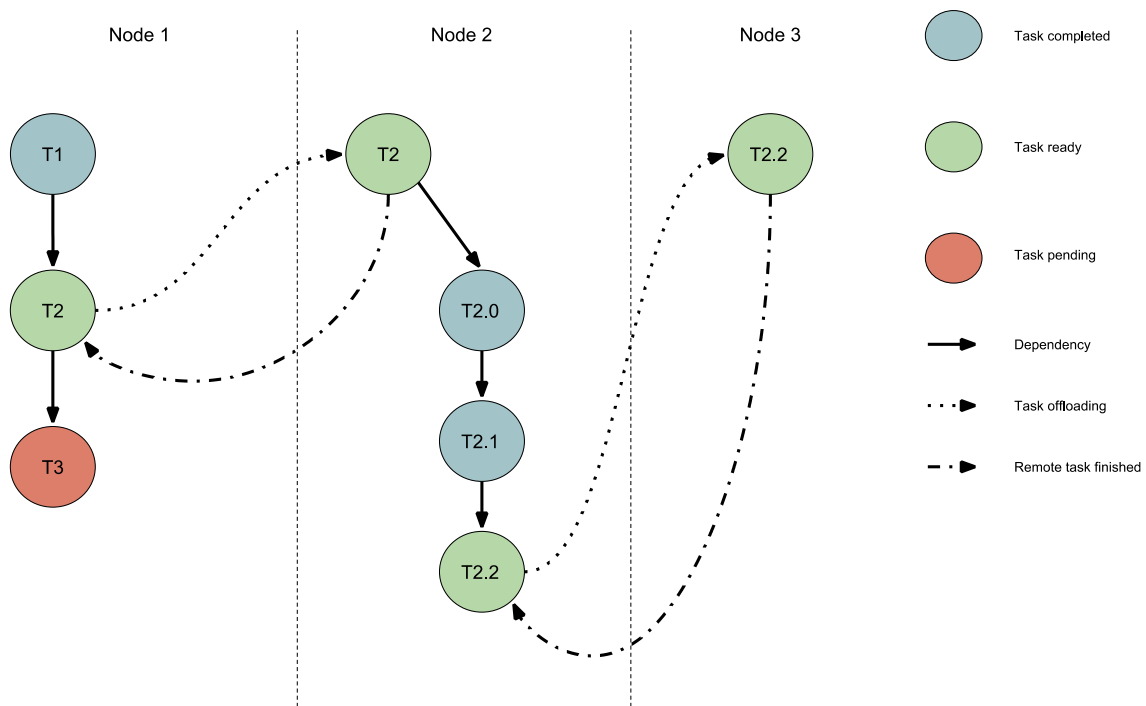 Node 1
Node 2
Node 3
T1
T2
T3
T2
T2.0
T2.1
T2.2
T2.2
Task completed
Task ready
Task pending
Dependency
Task offloading
Remote task finished